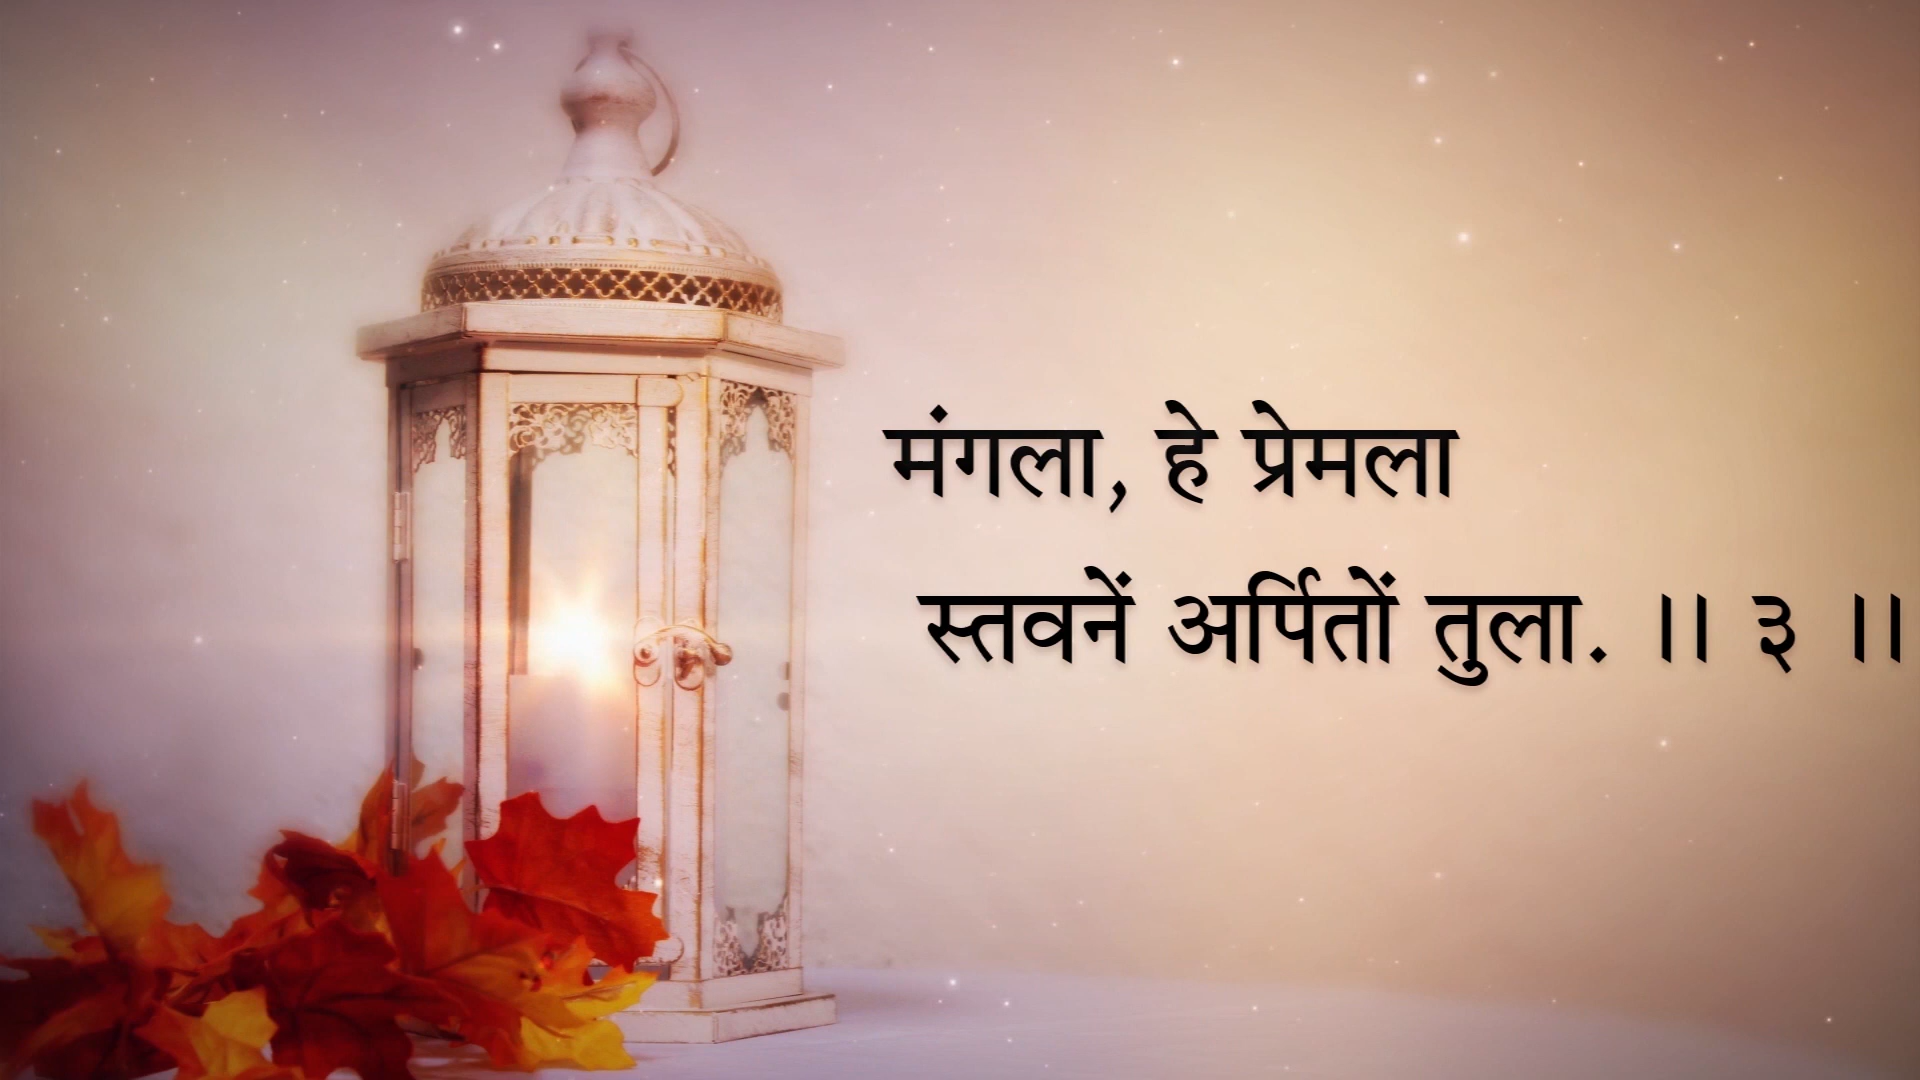 मंगला, हे प्रेमला
स्तवनें अर्पितों तुला. ।। ३ ।।